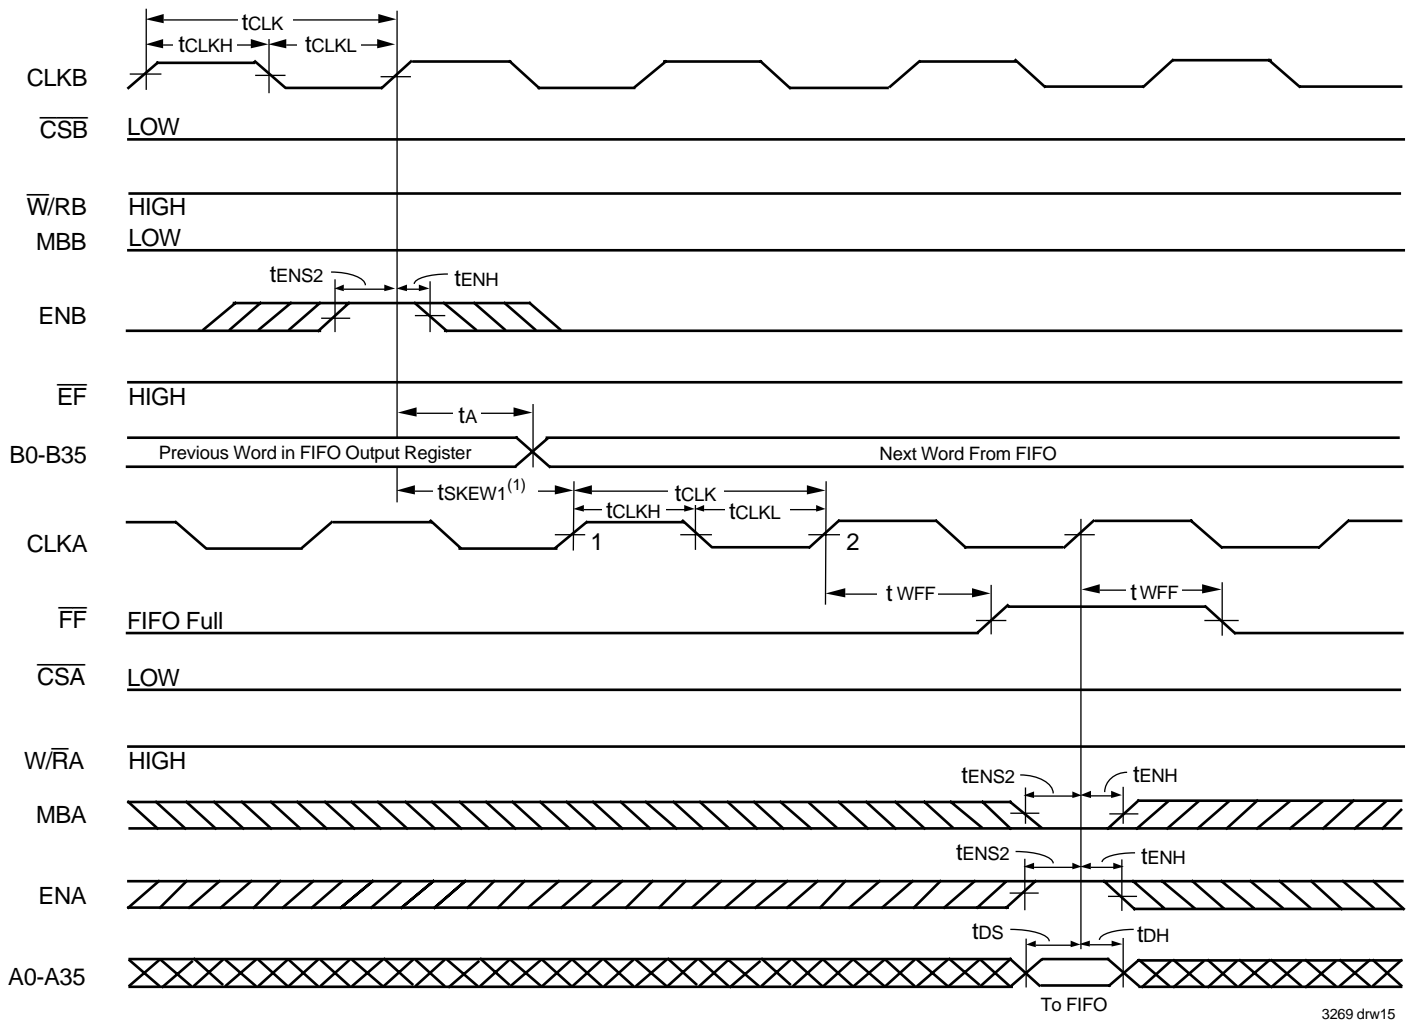 tCLK
tCLKH
tCLKL
CLKB
CSB
LOW
W/RB
HIGH
MBB
LOW
tENS2
tENH
ENB
EF
HIGH
tA
B0-B35
Previous Word in FIFO Output Register
Next Word From FIFO
tSKEW1(1)
tCLK
tCLKH
tCLKL
CLKA
1
2
tWFF
tWFF
FF
FIFO Full
CSA
LOW
W/RA
HIGH
tENS2
tENH
MBA
tENS2
tENH
ENA
tDS
tDH
A0-A35
To FIFO
3269 drw15